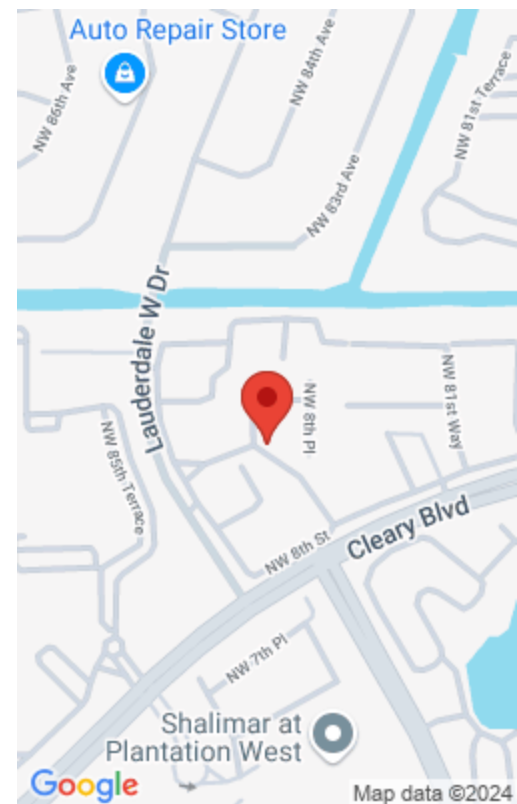 Auto Repair Store
NW 86th Ave
NW 84th Ave
NW 81st Terrace
NW 83rd Ave
Lauderdale W Dr
NW 8th Pl
NW 81st Way
NW 85th Terrace
Cleary Blvd
NW 8th St
NW 7th Pl
Shalimar at
Plantation West
Google
Map data ©2024